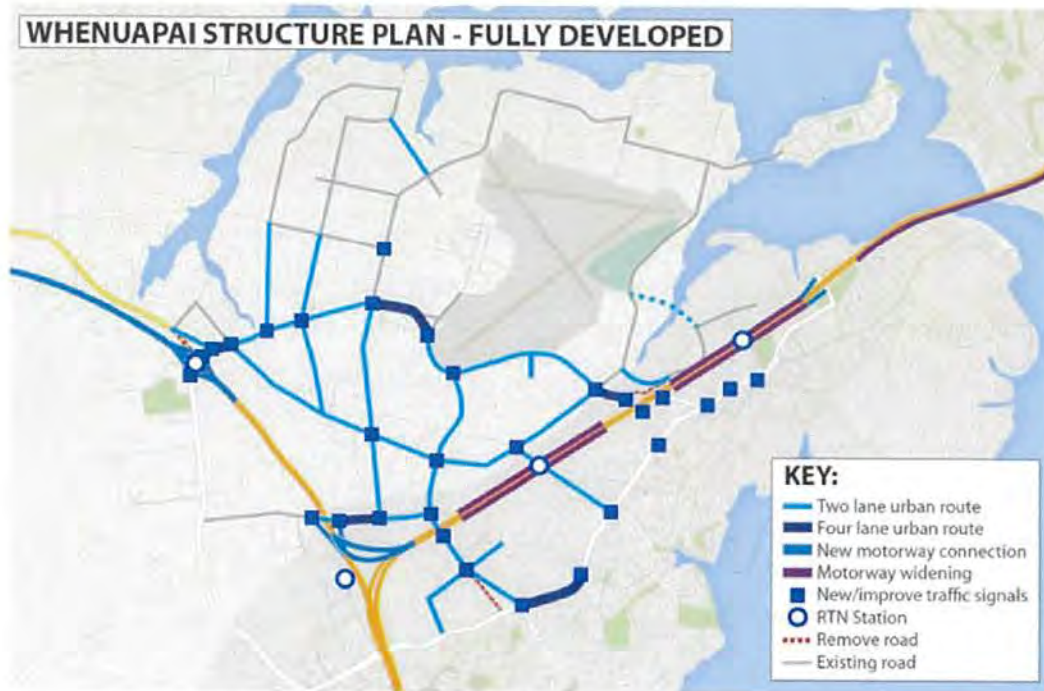 WHENUAPAI STRUCTURE PLAN - FULLY DEVELOPED
KEY:
Two lane urban route
Four lane urban route
New motorway connection
Motorway widening
New/improve traffic signals
RTN Station
Remove road
Existing road